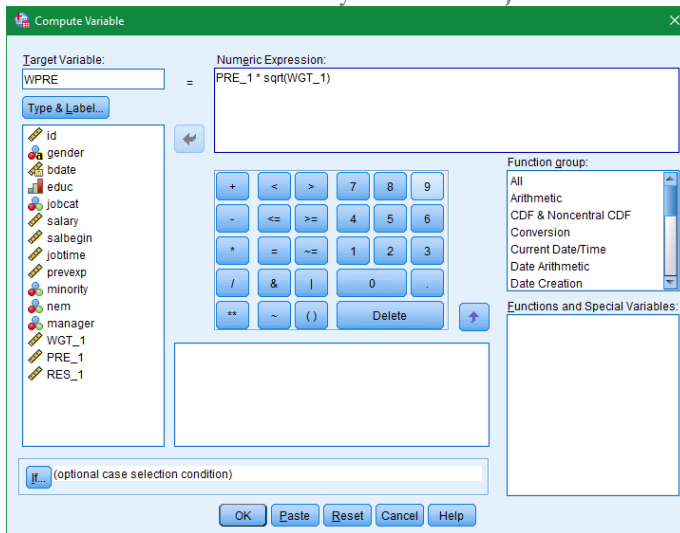 Compute Variable
Target Variable:
WPRE
=
Numeric Expression:
PRE_1 * sqrt(WGT_1)
Type & Label...
id
gender
bdate
educ
jobcat
salary
salbegin
jobtime
prevexp
minority
nem
manager
WGT_1
PRE_1
RES_1
+ < > 7 8 9
- <= >= 4 5 6
* = ~= 1 2 3
/ & | 0 .
** ~ ( ) Delete
Function group:
All
Arithmetic
CDF & Noncentral CDF
Conversion
Current Date/Time
Date Arithmetic
Date Creation
Functions and Special Variables:
If... (optional case selection condition)
OK Paste Reset Cancel Help